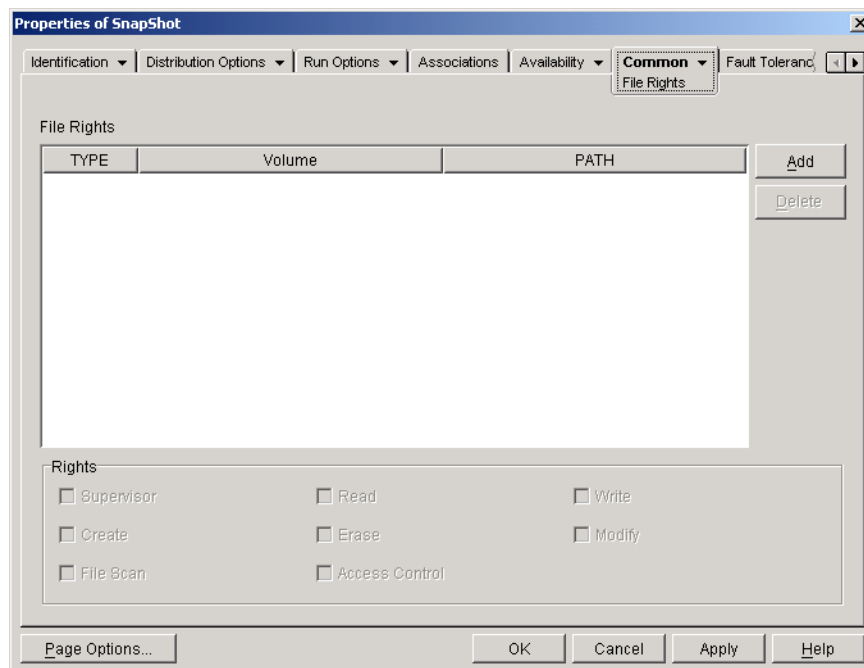 Properties of SnapShot
Identification Distribution Options Run Options Associations Availability Common Fault Toleranc
File Rights
File Rights
TYPE Volume PATH
Add
Delete
Rights
Supervisor Read Write
Create Erase Modify
File Scan Access Control
Page Options... OK Cancel Apply Help